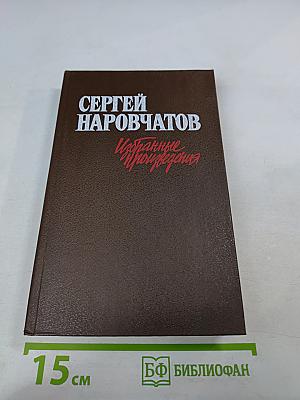 СЕРГЕЙ
НАРОВЧАТОВ
Избранные
произведения
15 см
БФ БИБЛИОФАН